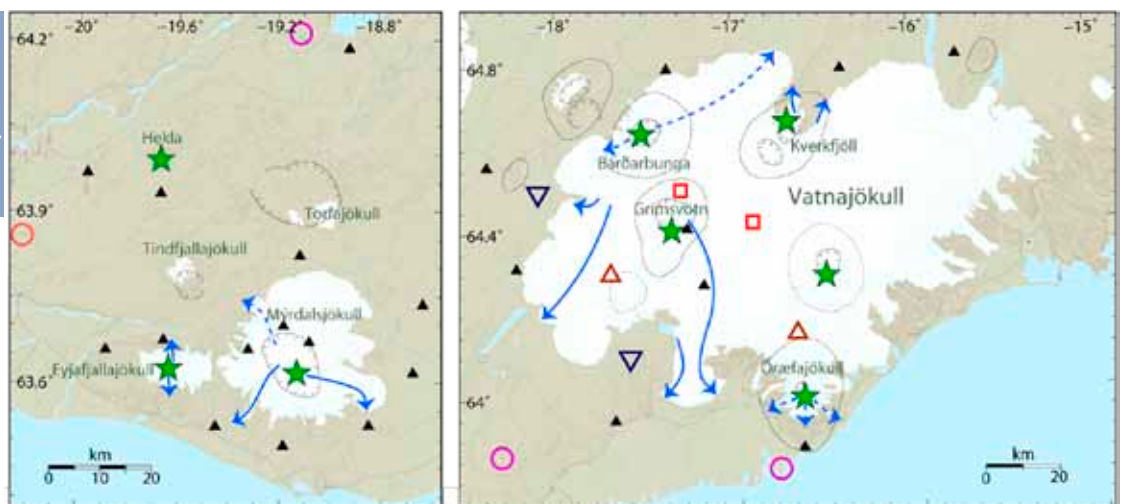 -20° -19.6 -19.2 -18.8
64.2
Hekla
63.9
Torfajökull
Tindfjallajökull
Mýrdalsjökull
Eyjafjallajökull
63.6
km
0 10 20
-18 -17 -16 -15
64.8
Bárðarbunga
Kverkfjöll
Vatnajökull
Grímsvötn
64.4
Öræfajökull
64
km
0 20